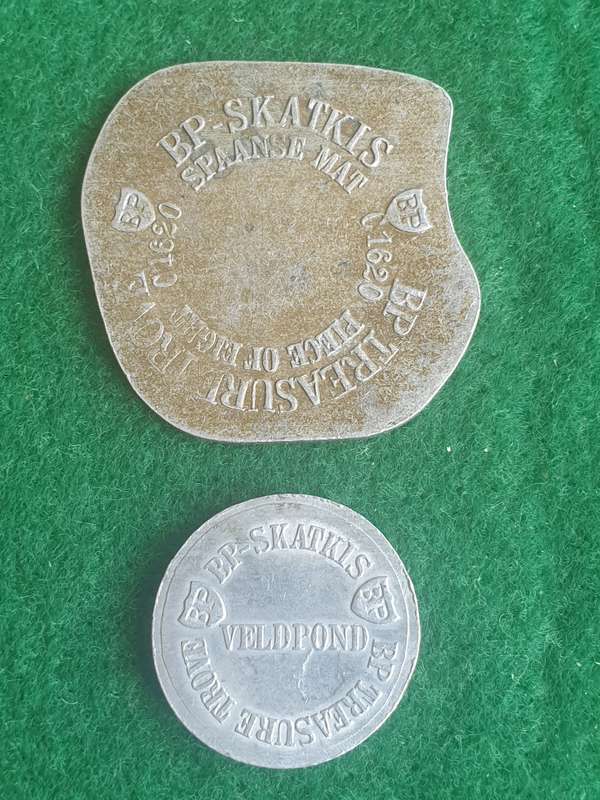 BP-SKATKIS
SPAANSE MAT
BP
BP
C 1620
C 1620
PIECE OF EIGHT
BP TREASURE TROVE
BP-SKATKIS
BP
BP
VELDPOND
BP TREASURE TROVE